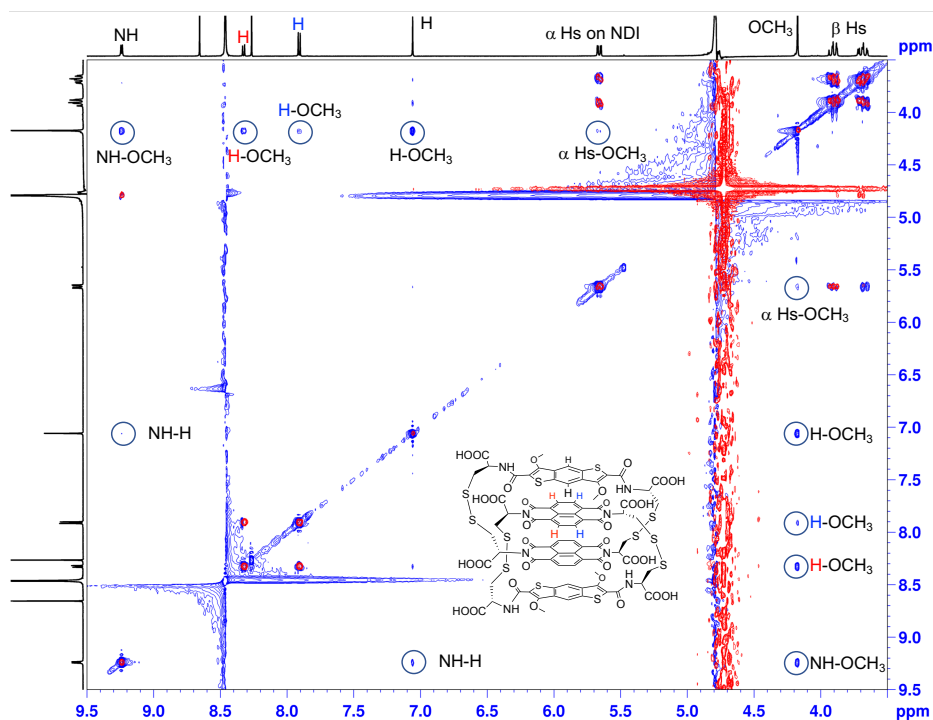 NH
H
H
H
α Hs on NDI
OCH3
β Hs
ppm
H-OCH3
NH-OCH3
H-OCH3
H-OCH3
α Hs-OCH3
4.0
4.5
5.0
5.5
α Hs-OCH3
6.0
6.5
NH-H
7.0
H-OCH3
7.5
HOOC
NH
O
H
S
O
COOH
S
O
N
H
HOOC
H
H
H
O
COOH
S
S
O
O
N
N
O
O
S
S
8.0
H-OCH3
S
H
H
S
S
O
O
HOOC
N
N
COOH
S
8.5
H-OCH3
S
O
O
O
S
O
H
N
HOOC
N
H
O
S
O
COOH
9.0
NH-H
NH-OCH3
9.5
9.5 9.0 8.5 8.0 7.5 7.0 6.5 6.0 5.5 5.0 4.5 4.0 ppm